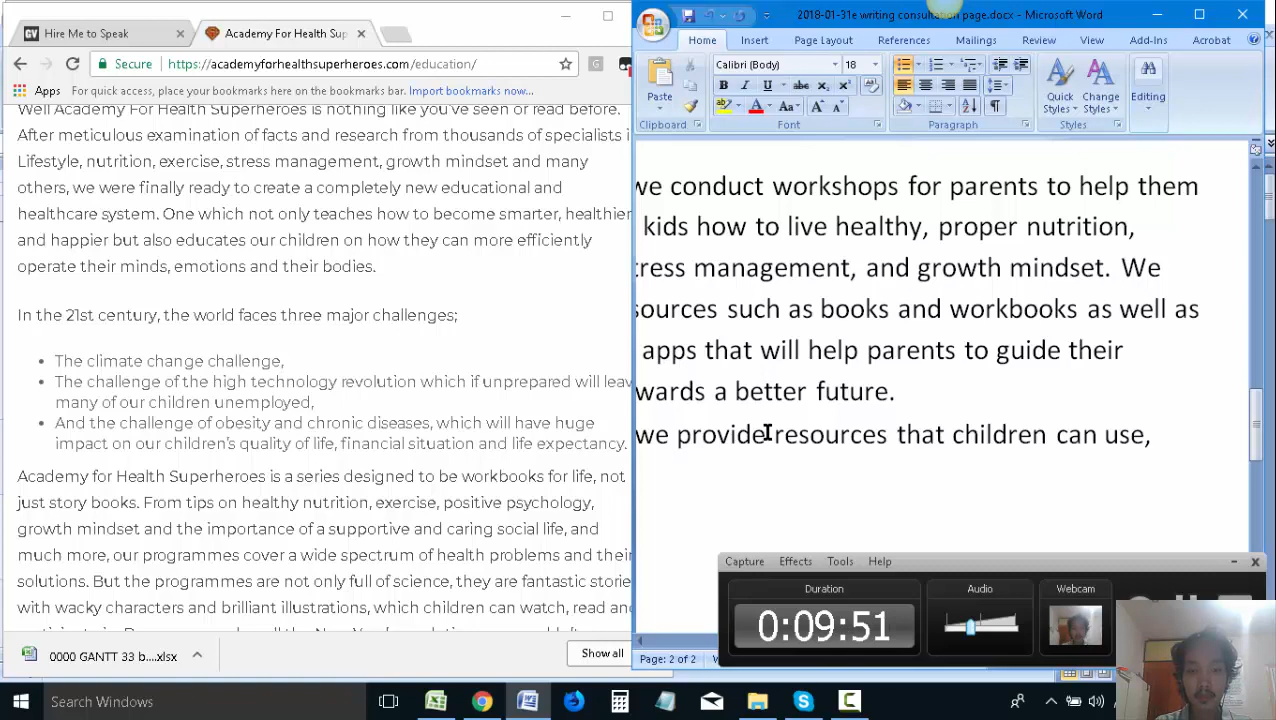 Hire Me to Speak
Academy For Health Sup
Secure https://academyforhealthsuperheroes.com/education/
Apps For quick access, place your bookmarks here on the bookmarks bar. Import bookmarks now...
Well Academy For Health Superheroes is nothing like you've seen or read before.
After meticulous examination, facts and research from thousands of specialists i
Lifestyle, nutrition, exercise, stress management, growth mindset and many
others, we were finally ready to create a completely new educational and
healthcare system. One which not only teaches how to become smarter, healthier
and happier but also educates our children on how they can more efficiently
operate their minds, emotions and their bodies.
In the 21st century, the world faces three major challenges;
The climate change challenge,
The challenge of the high technology revolution which if unprepared will leav
many of our children unemployed,
And the challenge of obesity and chronic diseases, which will have huge
impact on our children's quality of life, financial situation and life expectancy.
Academy for Health Superheroes is a series designed to be workbooks for life, not
just story books. From tips on healthy nutrition, exercise, positive psychology,
growth mindset and the importance of a supportive and caring social life, and
much more, our programmes cover a wide spectrum of health problems and their
solutions. But the programmes are not only full of science, they are fantastic storie
with wacky characters and brilliant illustrations, which children can watch, read and
0000 GANTT 33 b....xlsx
Show all
2018-01-31e writing consultation page.docx - Microsoft Word
Home Insert Page Layout References Mailings Review View Add-Ins Acrobat
Calibri (Body) 18
Paste
Quick Styles
Change Styles
Editing
Clipboard Font Paragraph Styles
we conduct workshops for parents to help them
kids how to live healthy, proper nutrition,
tress management, and growth mindset. We
sources such as books and workbooks as well as
apps that will help parents to guide their
wards a better future.
we provide resources that children can use,
Page: 2 of 2
Capture Effects Tools Help
Duration Audio Webcam
0:09:51
Search Windows